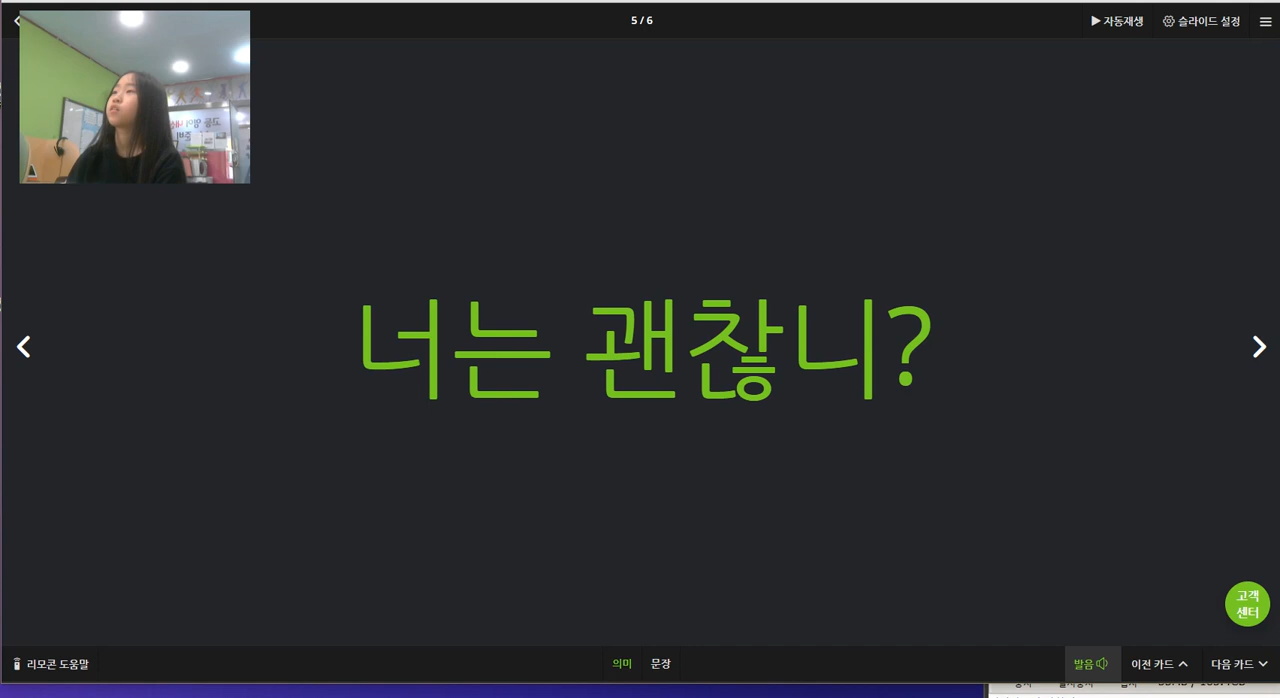 5 / 6
자동재생
슬라이드 설정
너는 괜찮니?
고객
센터
리모콘 도움말
의미
문장
발음
이전 카드
다음 카드